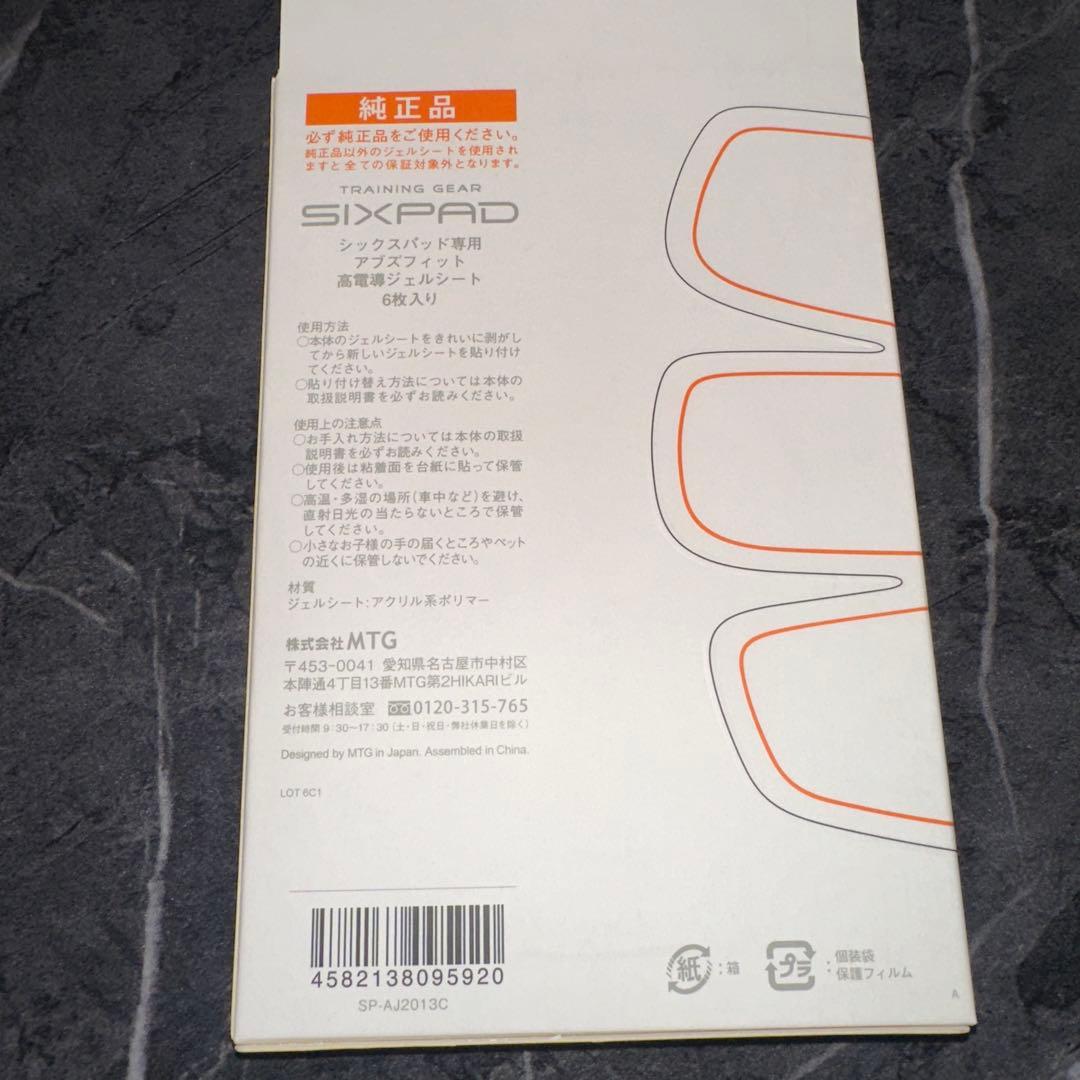 純正品
必ず純正品をご使用ください。
純正品以外のジェルシートを使用され
ますと全ての保証対象外となります。
TRAINING GEAR
SIXPAD
シックスパッド専用
アブズフィット
高電導ジェルシート
6枚入り
使用方法
○本体のジェルシートをきれいに剥がし
てから新しいジェルシートを貼り付け
てください。
○貼り付け替え方法については本体の
取扱説明書を必ずお読みください。
使用上の注意点
○お手入れ方法については本体の取扱
説明書を必ずお読みください。
○使用後は粘着面を台紙に貼って保管
してください。
○高温・多湿の場所(車中など)を避け、
直射日光の当たらないところで保管
してください。
○小さなお子様の手の届くところやペット
の近くに保管しないでください。
材質
ジェルシート:アクリル系ポリマー
株式会社MTG
〒453-0041 愛知県名古屋市中村区
本陣通4丁目13番MTG第2HIKARIビル
お客様相談室 0120-315-765
受付時間 9:30〜17:30 (土・日・祝日・弊社休業日を除く)
Designed by MTG in Japan. Assembled in China.
LOT 6C1
4582138095920
SP-AJ2013C
紙:箱
プラ:個装袋
保護フィルム
A